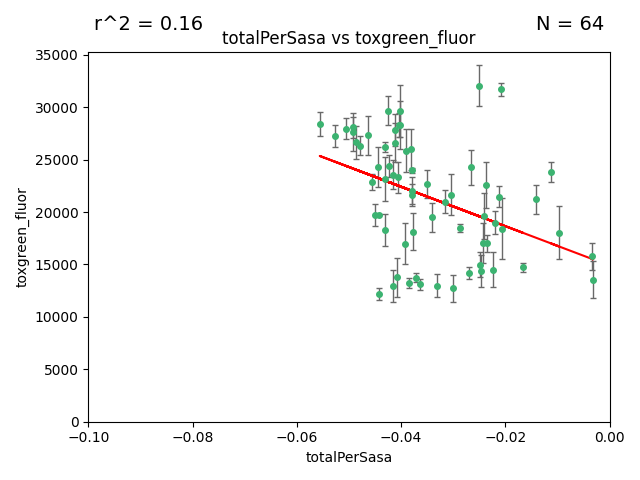 r^2 = 0.16
N = 64
totalPerSasa vs toxgreen_fluor
35000
30000
25000
20000
15000
10000
5000
0
toxgreen_fluor
−0.10
−0.08
−0.06
−0.04
−0.02
0.00
totalPerSasa